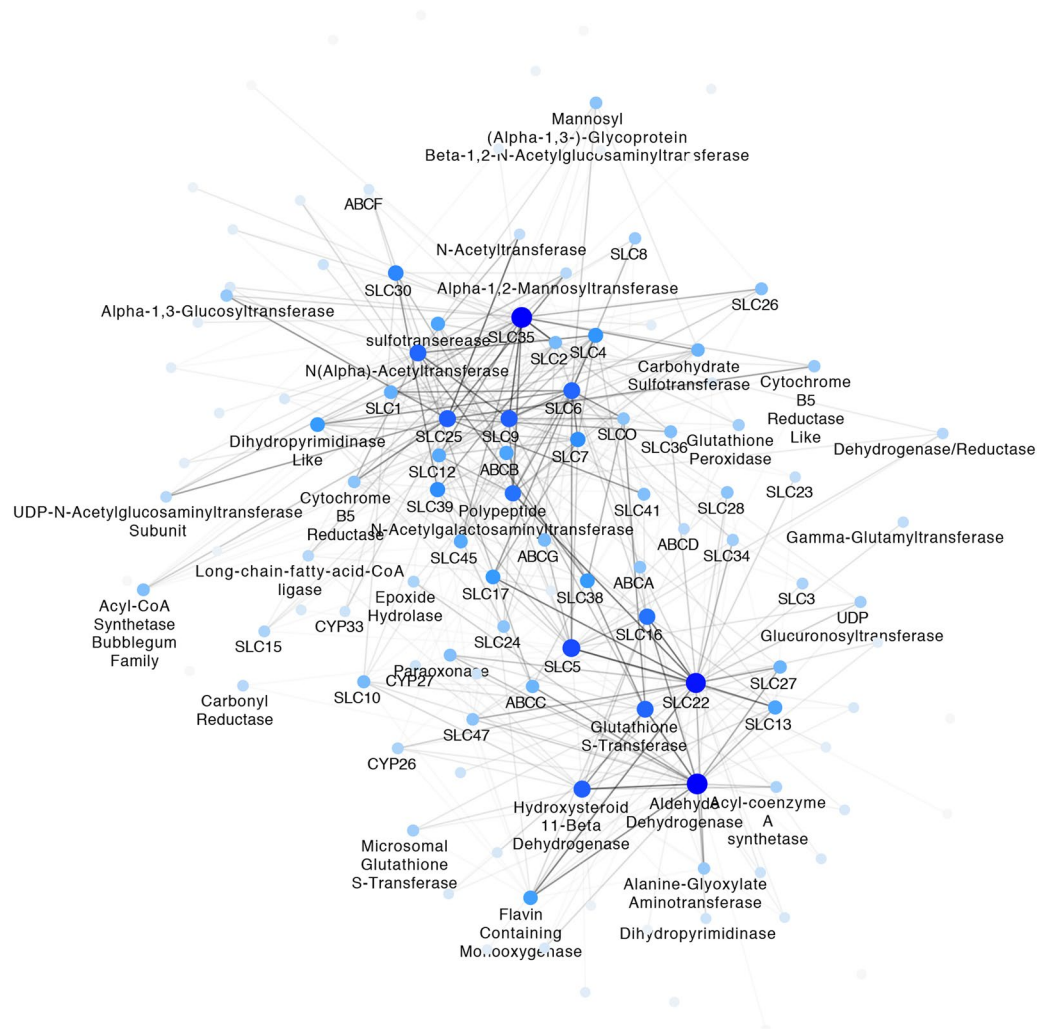 Mannosyl
(Alpha-1,3-)-Glycoprotein
Beta-1,2-N-Acetylglucosaminyltransferase
ABCF
N-Acetyltransferase
SLC8
SLC30
Alpha-1,2-Mannosyltransferase
SLC26
Alpha-1,3-Glucosyltransferase
sulfotranserease
SLC35
SLC2
SLC4
N(Alpha)-Acetyltransferase
Carbohydrate
Sulfotransferase
Cytochrome
B5
Reductase
Like
SLC1
SLC6
Dihydropyrimidinase
Like
SLC25
SLC9
SLCO
SLC36
Glutathione
Peroxidase
Dehydrogenase/Reductase
SLC12
ABCB
SLC7
UDP-N-Acetylglucosaminyltransferase
Subunit
Cytochrome
B5
Reductase
SLC39
Polypeptide
N-Acetylgalactosaminyltransferase
SLC41
SLC28
SLC23
Gamma-Glutamyltransferase
SLC45
ABCG
ABCD
SLC34
Long-chain-fatty-acid-CoA
ligase
Epoxide
Hydrolase
SLC17
SLC38
ABCA
SLC3
Acyl-CoA
Synthetase
Bubblegum
Family
CYP33
SLC15
SLC24
SLC16
UDP
Glucuronosyltransferase
Paraoxonase
CYP27
SLC5
SLC22
SLC27
Carbonyl
Reductase
SLC10
ABCC
SLC47
Glutathione
S-Transferase
SLC13
CYP26
Hydroxysteroid
11-Beta
Dehydrogenase
Aldehyde
Dehydrogenase
Acyl-coenzyme
A
synthetase
Microsomal
Glutathione
S-Transferase
Alanine-Glyoxylate
Aminotransferase
Flavin
Containing
Monooxygenase
Dihydropyrimidinase